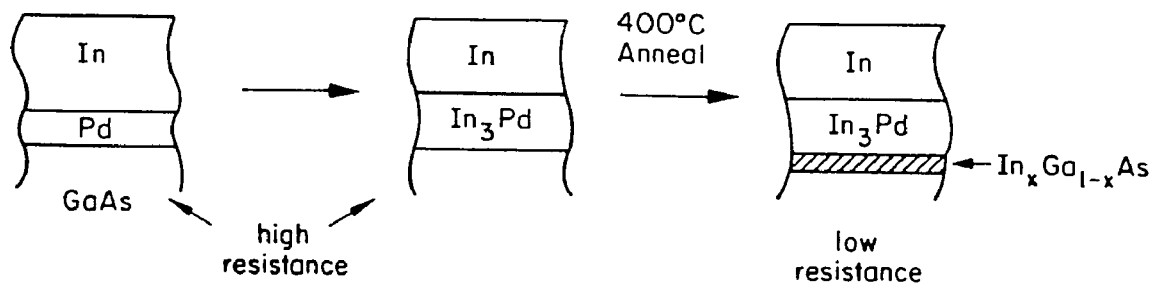 In
Pd
GaAs
high
resistance
In
In₃Pd
400°C
Anneal
In
In₃Pd
InₓGa₁₋ₓAs
low
resistance